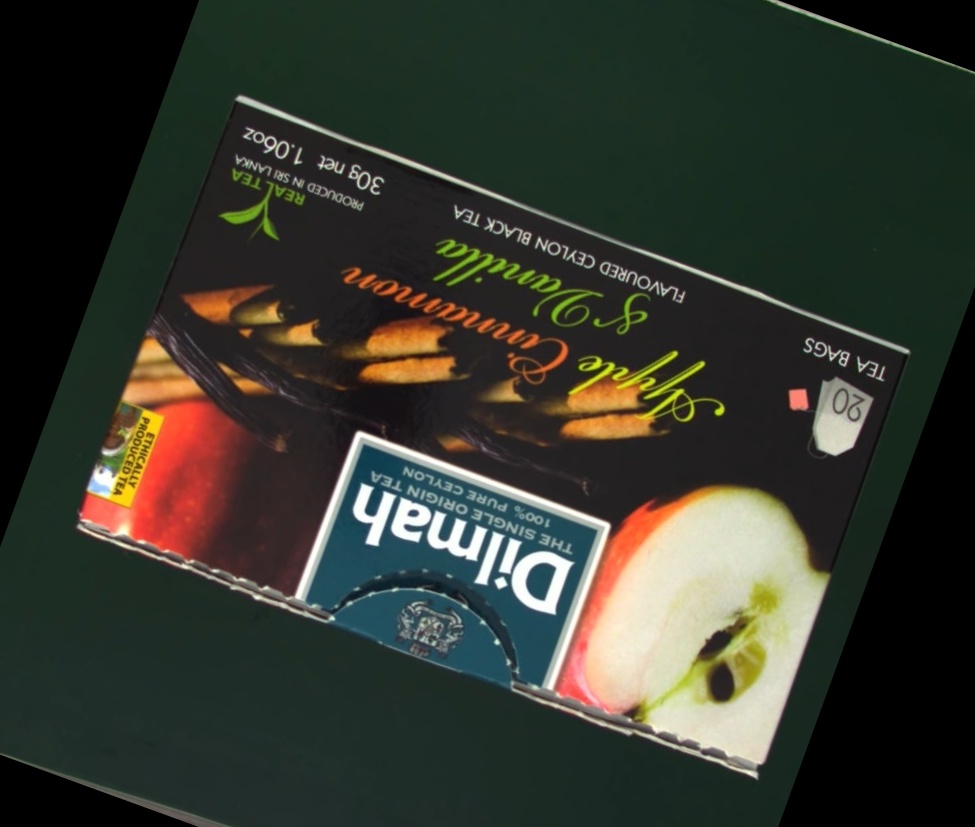 Dilmah
THE SINGLE ORIGIN TEA
100% PURE CEYLON
ETHICALLY
PRODUCED TEA
Apple Cinnamon
& Vanilla
FLAVOURED CEYLON BLACK TEA
20
TEA BAGS
REAL TEA
PRODUCED IN SRI LANKA
30g net 1.06oz